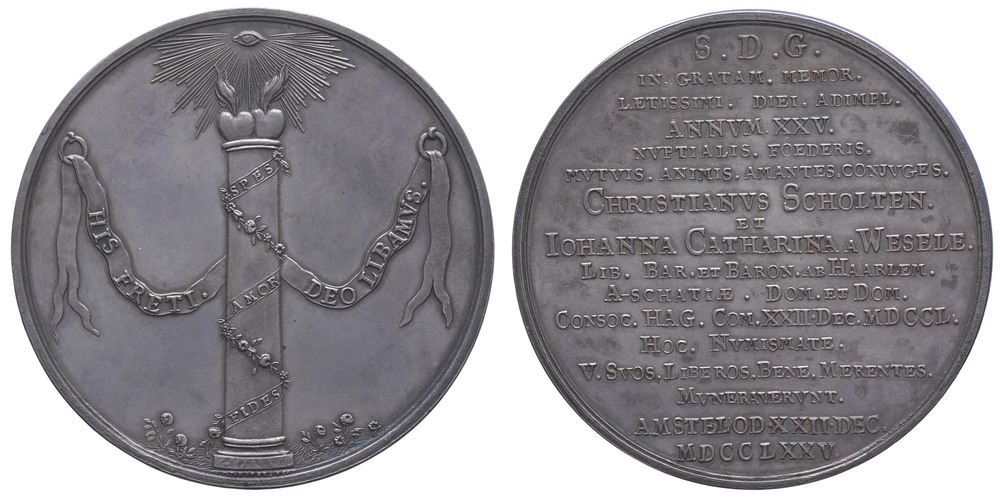 SPES
HIS FRETI.
DEO LIBAMUS.
AMOR
FIDES
S. D. G.
IN. GRATAM. MEMOR.
LÆTISSIMI. DIEI. ADIMPL.
ANNVM. XXV.
NVPTIALIS. FOEDERIS.
MVTVIS. ANIMIS. AMANTES. CONJVGES.
CHRISTIANVS SCHOLTEN.
ET
IOHANNA CATHARINA A WESELE.
LIB. BAR. ET BARON. AB HAARLEM.
A-SCHATIÆ. DOM. ET DOM.
CONSOC. HAG. COM. XXII. DEC. MDCCL.
HOC. NVMISMATE.
V. SVOS. LIBEROS. BENE. MERENTES.
MVNERAVERVNT.
AMSTELOD. XXII. DEC.
MDCCLXXV.